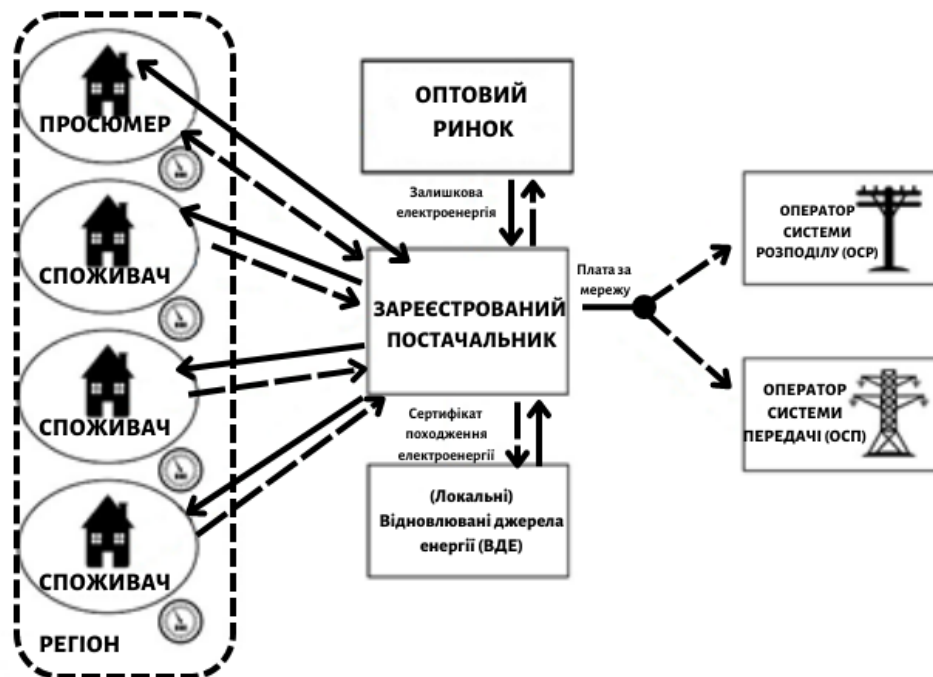 ПРОСЮМЕР
СПОЖИВАЧ
СПОЖИВАЧ
СПОЖИВАЧ
РЕГІОН
ОПТОВИЙ
РИНОК
Залишкова
електроенергія
ЗАРЕЄСТРОВАНИЙ
ПОСТАЧАЛЬНИК
Сертифікат
походження
електроенергії
(Локальні)
Відновлювані джерела
енергії (ВДЕ)
Плата за
мережу
ОПЕРАТОР
СИСТЕМИ
РОЗПОДІЛУ (ОСР)
ОПЕРАТОР
СИСТЕМИ
ПЕРЕДАЧІ (ОСП)